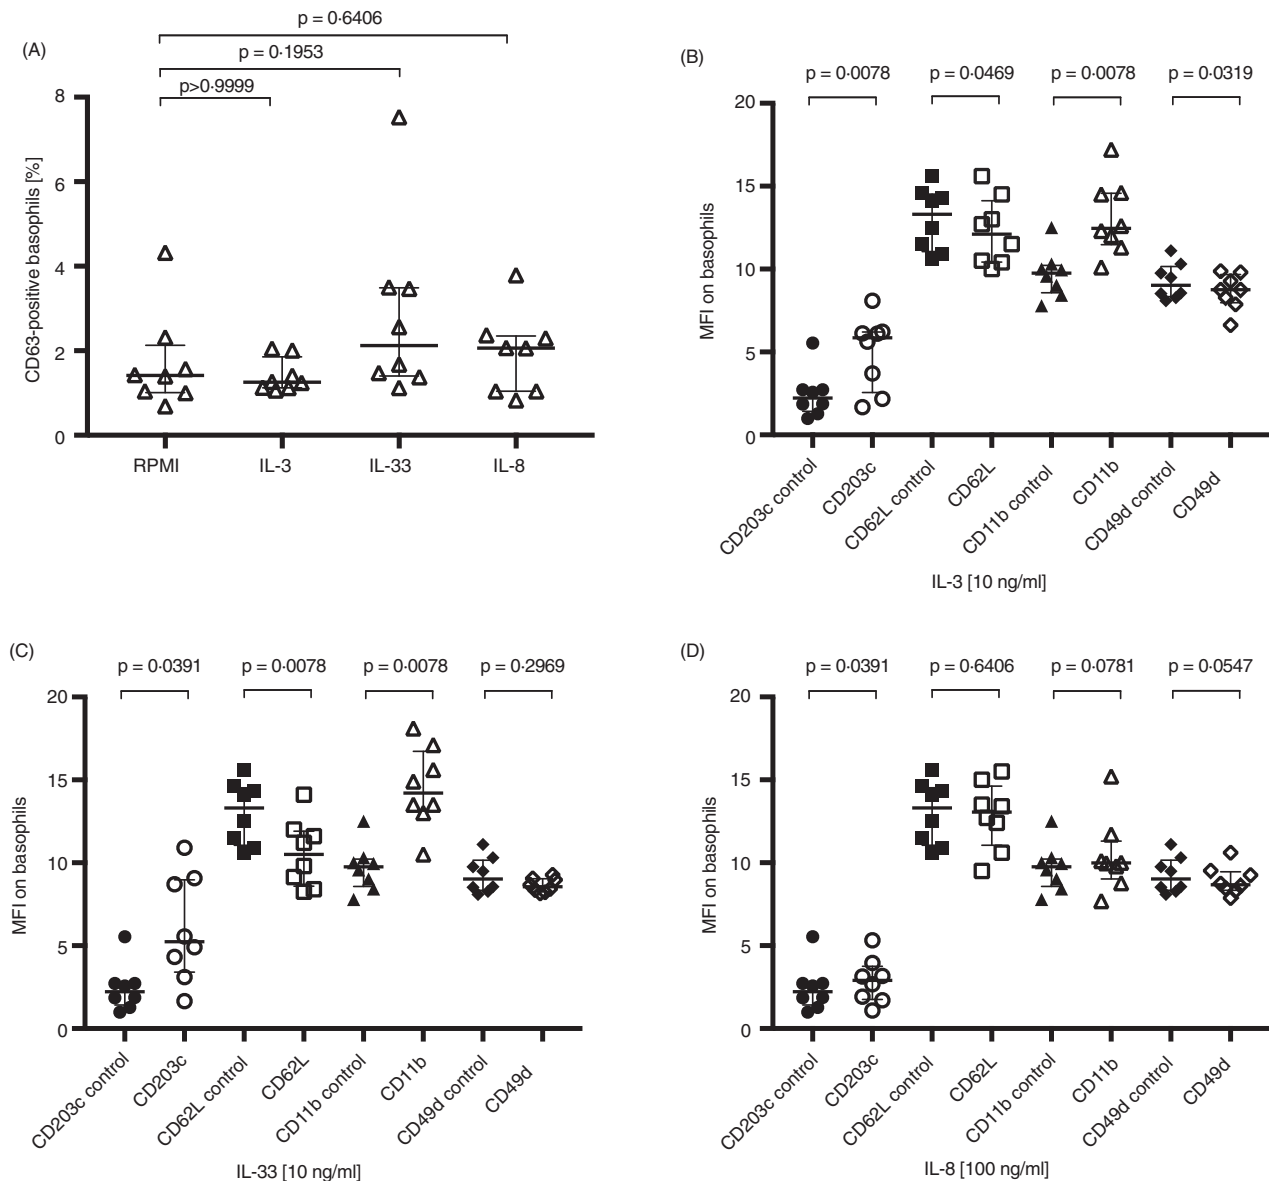 (A)
p = 0·6406
p = 0·1953
p>0·9999
CD63-positive basophils [%]
8
6
4
2
0
RPMI IL-3 IL-33 IL-8
(B)
p = 0·0078 p = 0·0469 p = 0·0078 p = 0·0319
MFI on basophils
20
15
10
5
0
CD203c control
CD203c
CD62L control
CD62L
CD11b control
CD11b
CD49d control
CD49d
IL-3 [10 ng/ml]
(C)
p = 0·0391 p = 0·0078 p = 0·0078 p = 0·2969
MFI on basophils
20
15
10
5
0
CD203c control
CD203c
CD62L control
CD62L
CD11b control
CD11b
CD49d control
CD49d
IL-33 [10 ng/ml]
(D)
p = 0·0391 p = 0·6406 p = 0·0781 p = 0·0547
MFI on basophils
20
15
10
5
0
CD203c control
CD203c
CD62L control
CD62L
CD11b control
CD11b
CD49d control
CD49d
IL-8 [100 ng/ml]